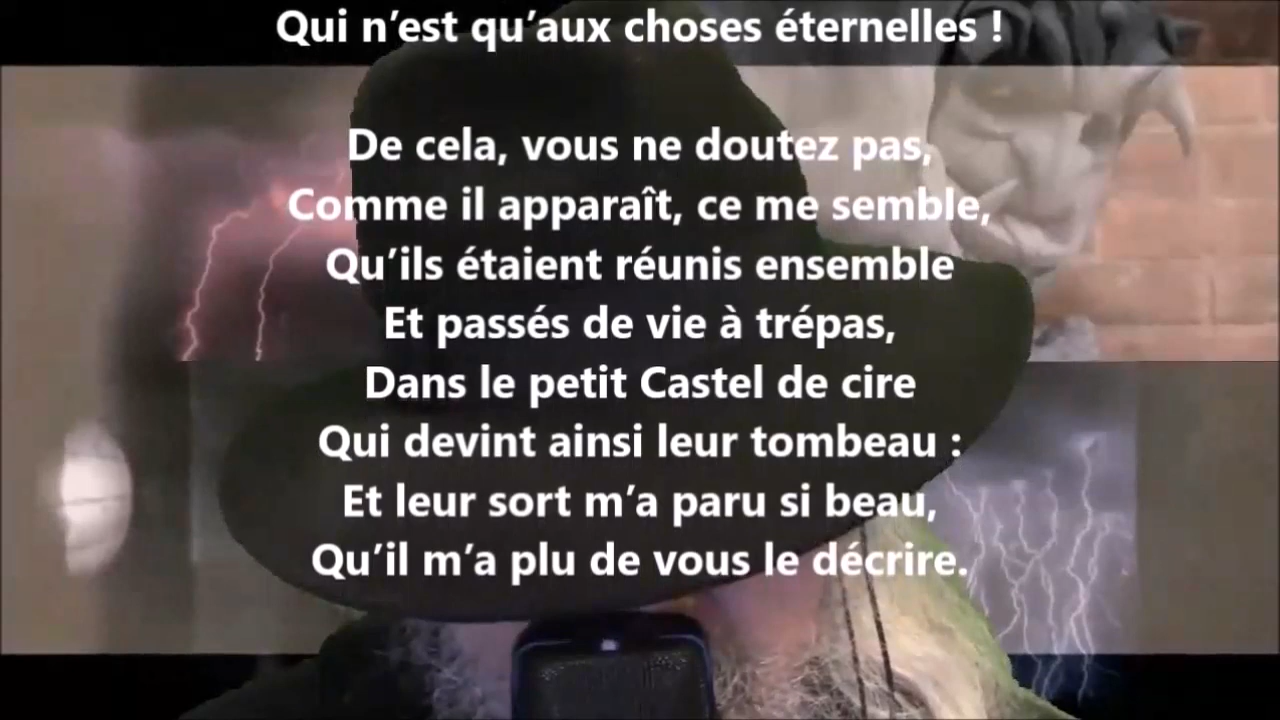 Qui n’est qu’aux choses éternelles !
De cela, vous ne doutez pas,
Comme il apparaît, ce me semble,
Qu’ils étaient réunis ensemble
Et passés de vie à trépas,
Dans le petit Castel de cire
Qui devint ainsi leur tombeau :
Et leur sort m’a paru si beau,
Qu’il m’a plu de vous le décrire.